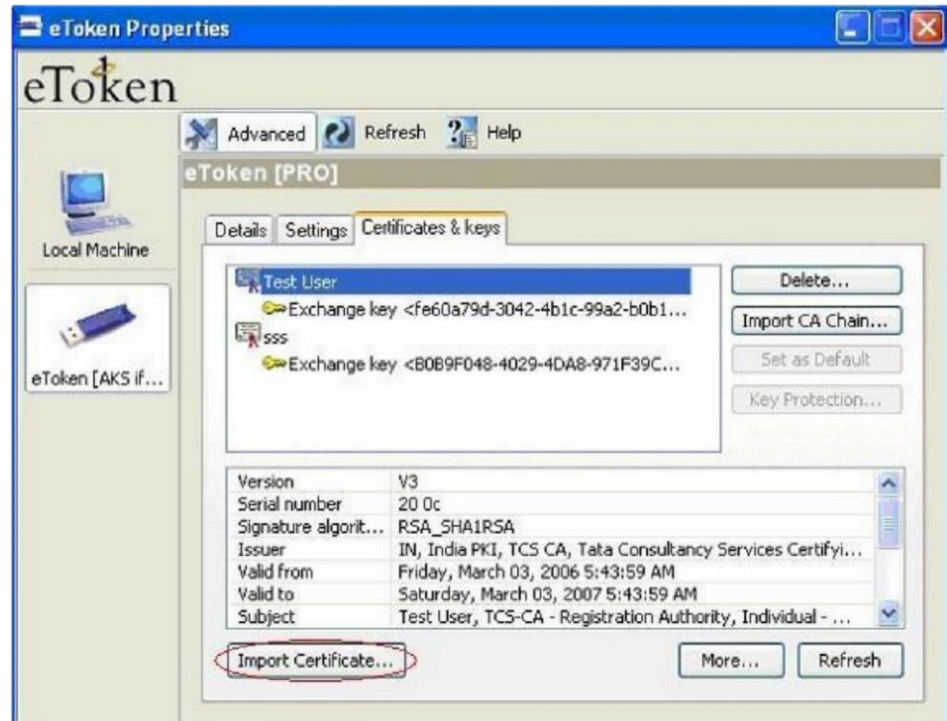 eToken Properties
eToken
Advanced Refresh Help
eToken [PRO]
Local Machine
eToken [AKS if...
Details Settings Certificates & keys
Test User
Exchange key <fe60a79d-3042-4b1c-99a2-b0b1...
sss
Exchange key <B0B9F048-4029-4DA8-971F39C...
Delete...
Import CA Chain...
Set as Default
Key Protection...
Version V3
Serial number 20 0c
Signature algorit... RSA_SHA1RSA
Issuer IN, India PKI, TCS CA, Tata Consultancy Services Certifyi...
Valid from Friday, March 03, 2006 5:43:59 AM
Valid to Saturday, March 03, 2007 5:43:59 AM
Subject Test User, TCS-CA - Registration Authority, Individual - ...
Import Certificate... More... Refresh